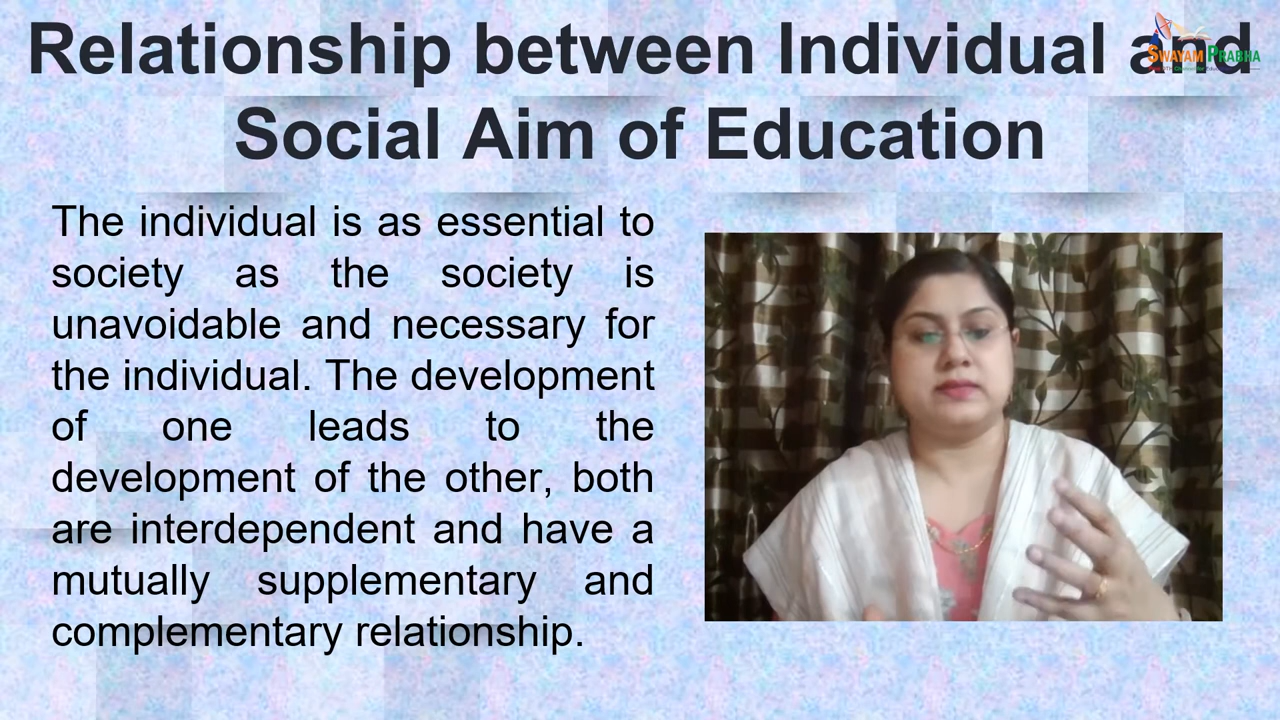 Relationship between Individual and
Social Aim of Education
SWAYAM PRABHA
The individual is as essential to
society as the society is
unavoidable and necessary for
the individual. The development
of one leads to the
development of the other, both
are interdependent and have a
mutually supplementary and
complementary relationship.